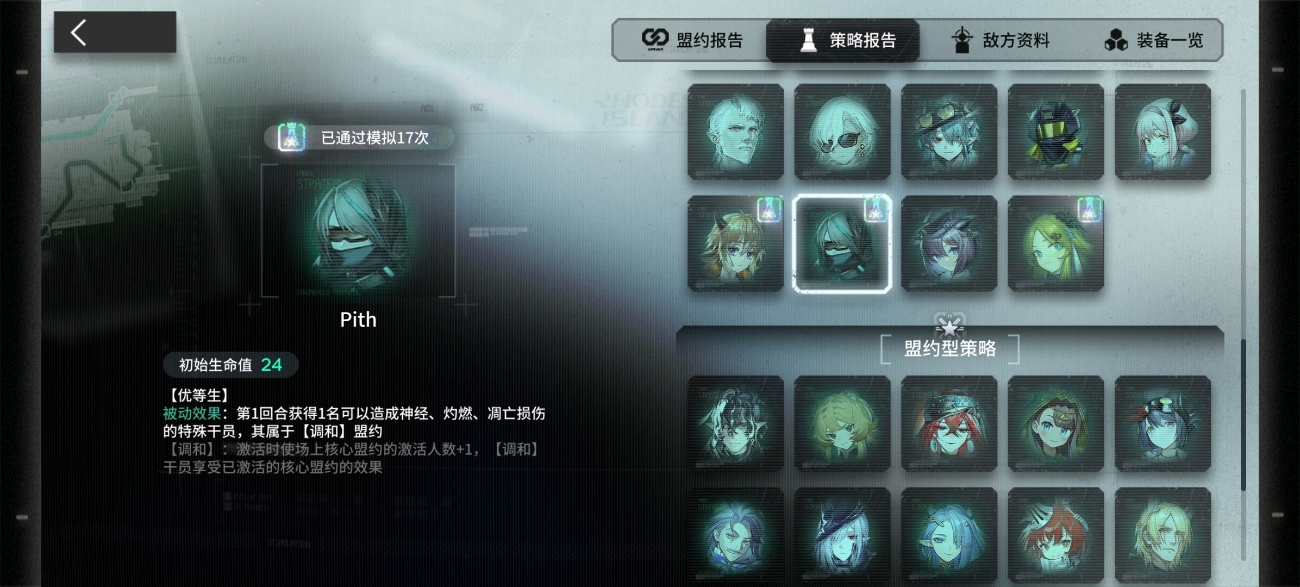 盟约报告
策略报告
敌方资料
装备一览
已通过模拟17次
Pith
初始生命值 24
【优等生】
被动效果：第1回合获得1名可以造成神经、灼燃、凋亡损伤
的特殊干员，其属于【调和】盟约
【调和】：激活时使场上核心盟约的激活人数+1，【调和】
干员享受已激活的核心盟约的效果
盟约型策略